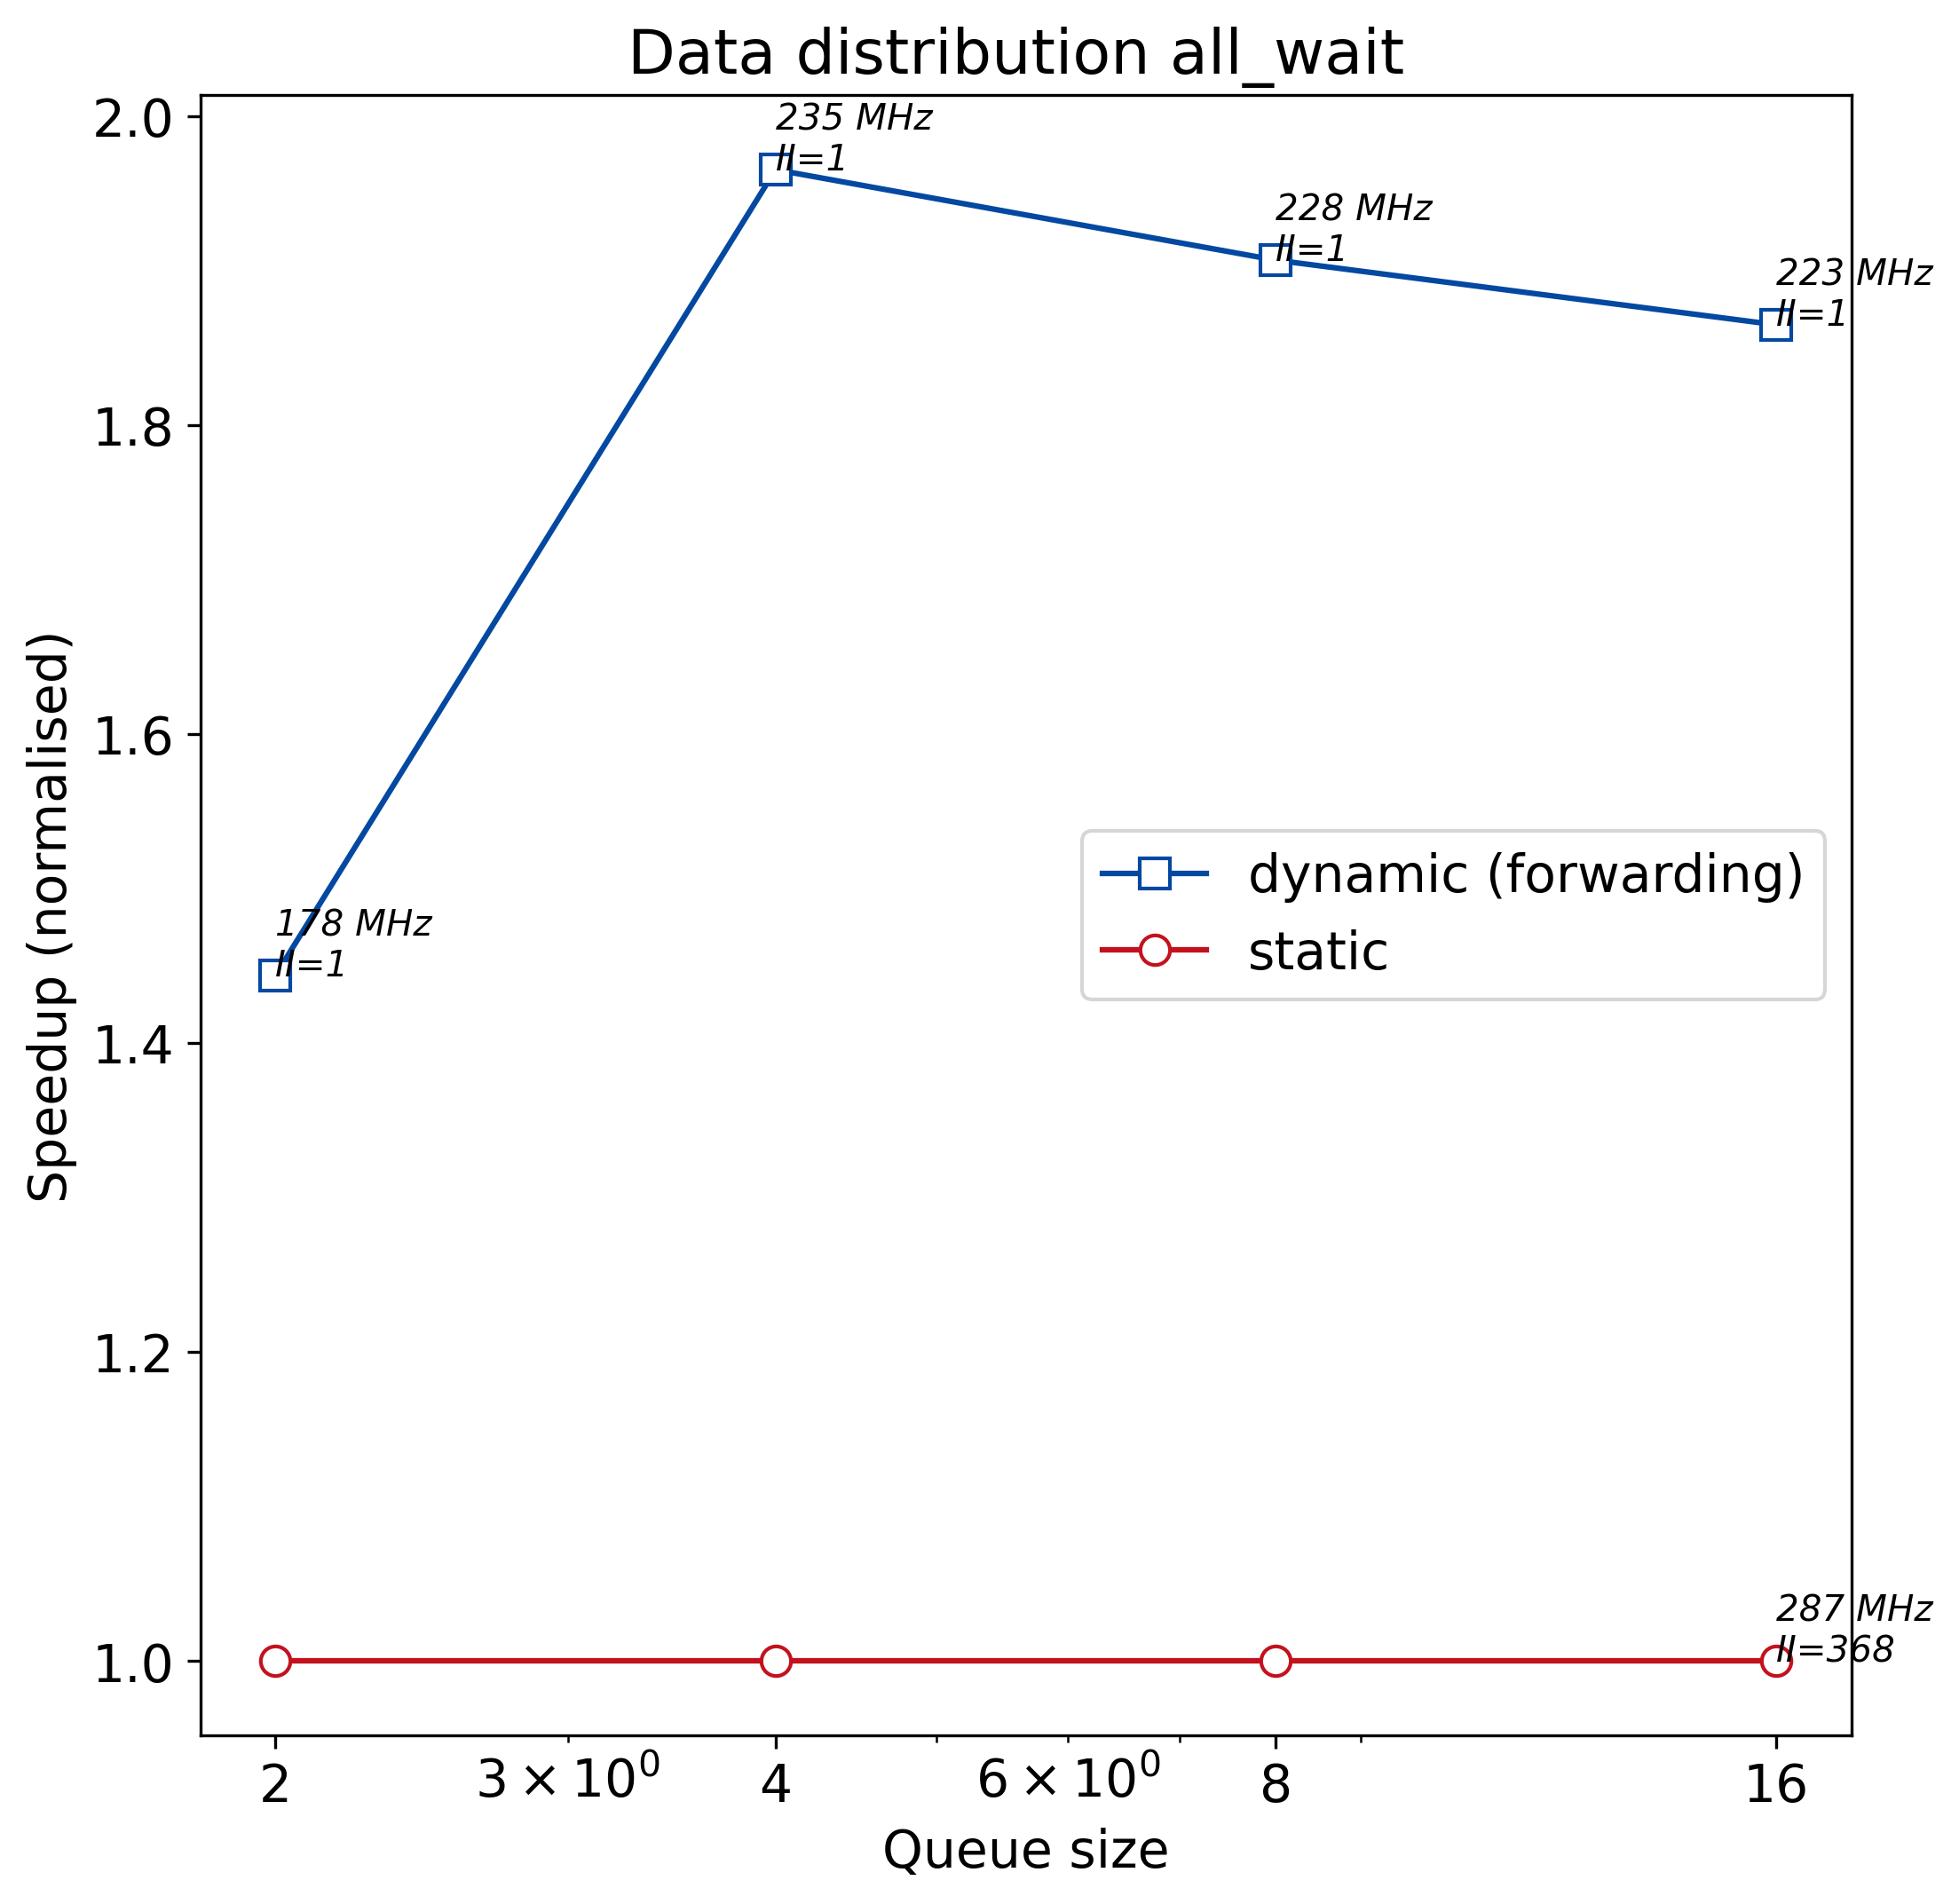 Data distribution all_wait
2.0
1.8
1.6
1.4
1.2
1.0
Speedup (normalised)
235 MHz
II=1
228 MHz
II=1
223 MHz
II=1
178 MHz
II=1
dynamic (forwarding)
static
287 MHz
II=368
2 3×10⁰ 4 6×10⁰ 8 16
Queue size